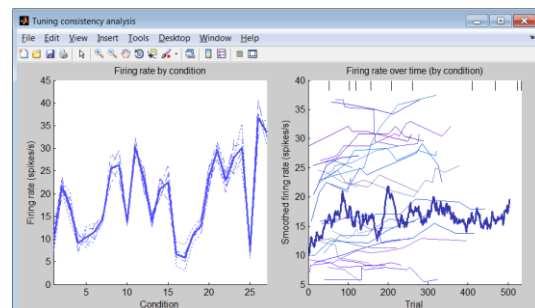 Tuning consistency analysis
File Edit View Insert Tools Desktop Window Help
Firing rate by condition
45
40
35
30
25
20
15
10
5
0
5 10 15 20 25
Firing rate (spikes/s)
Condition
Firing rate over time (by condition)
40
35
30
25
20
15
10
5
0 100 200 300 400 500
Smoothed firing rate (spikes/s)
Trial